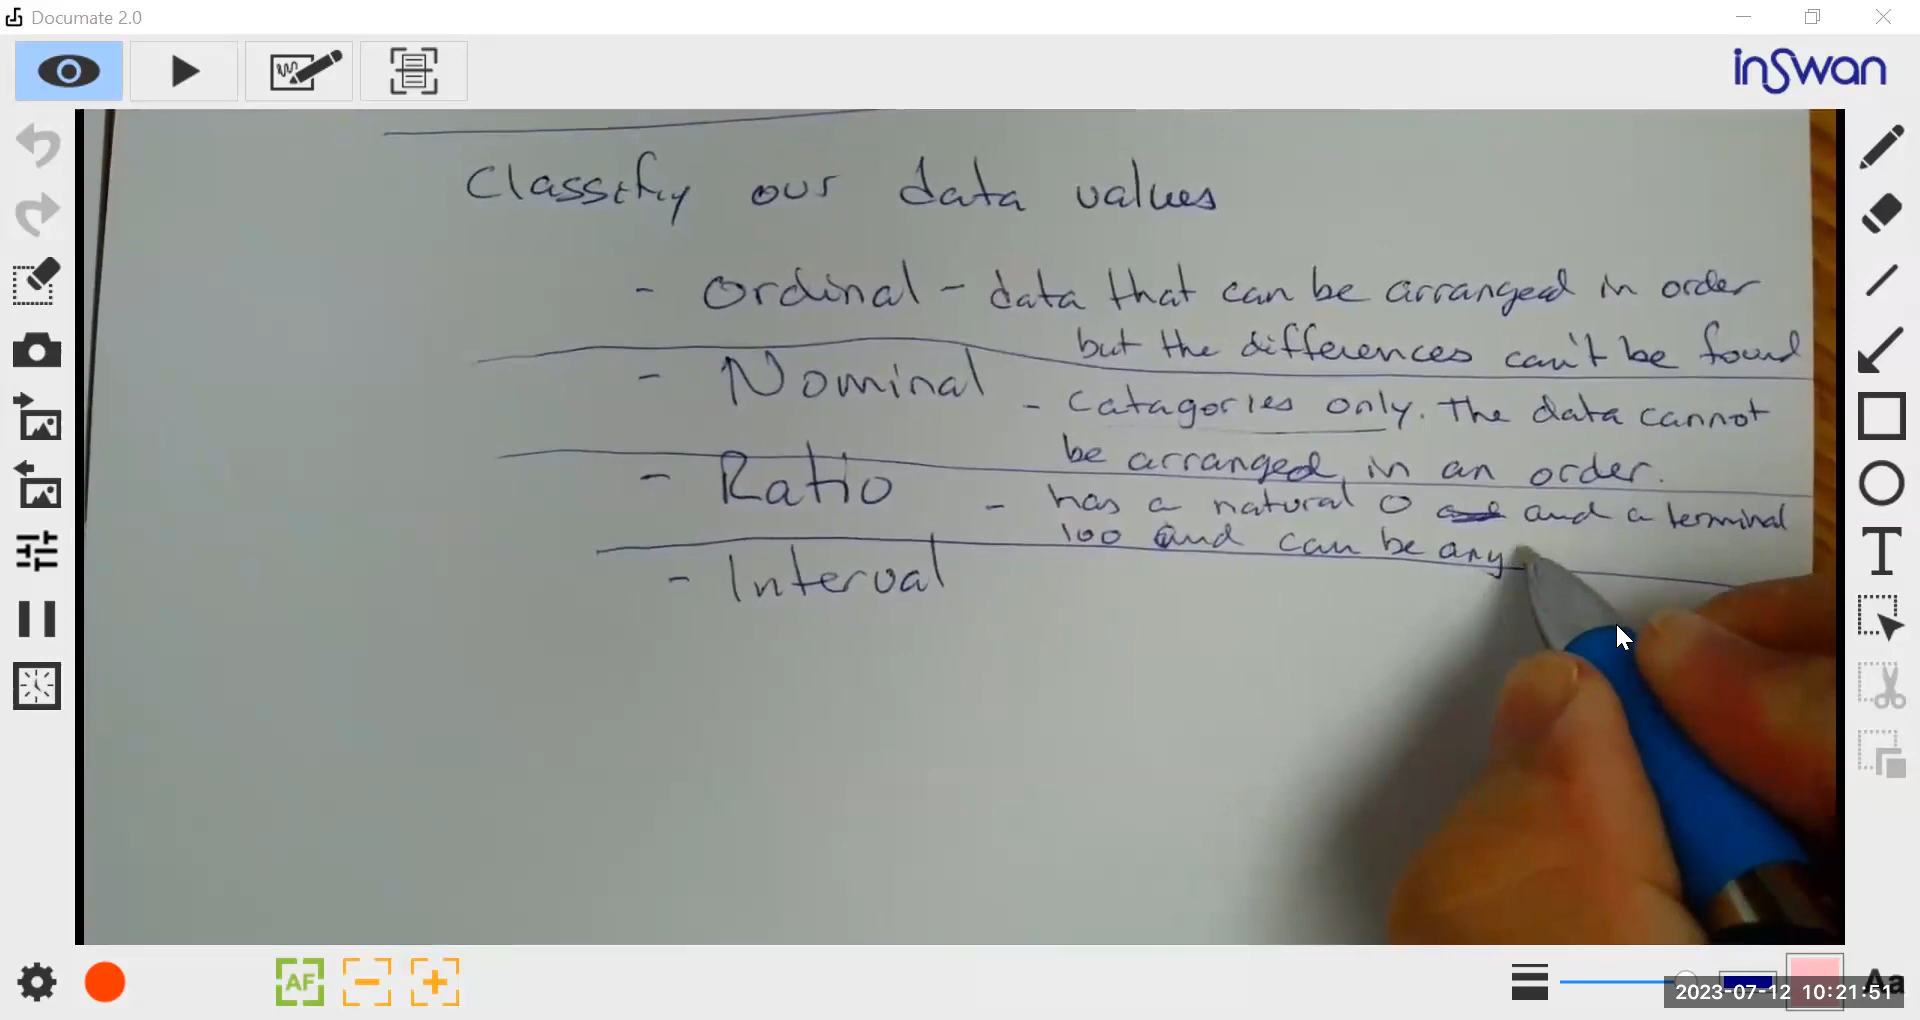 Documate 2.0
inSwan
Classify our data values
- Ordinal - data that can be arranged in order
but the differences can't be found
- Nominal - Catagories only. The data cannot
be arranged in an order.
- Ratio - has a natural 0 and a terminal
100 and can be any
- Interval
T
AF
Aa
2023-07-12 10:21:51